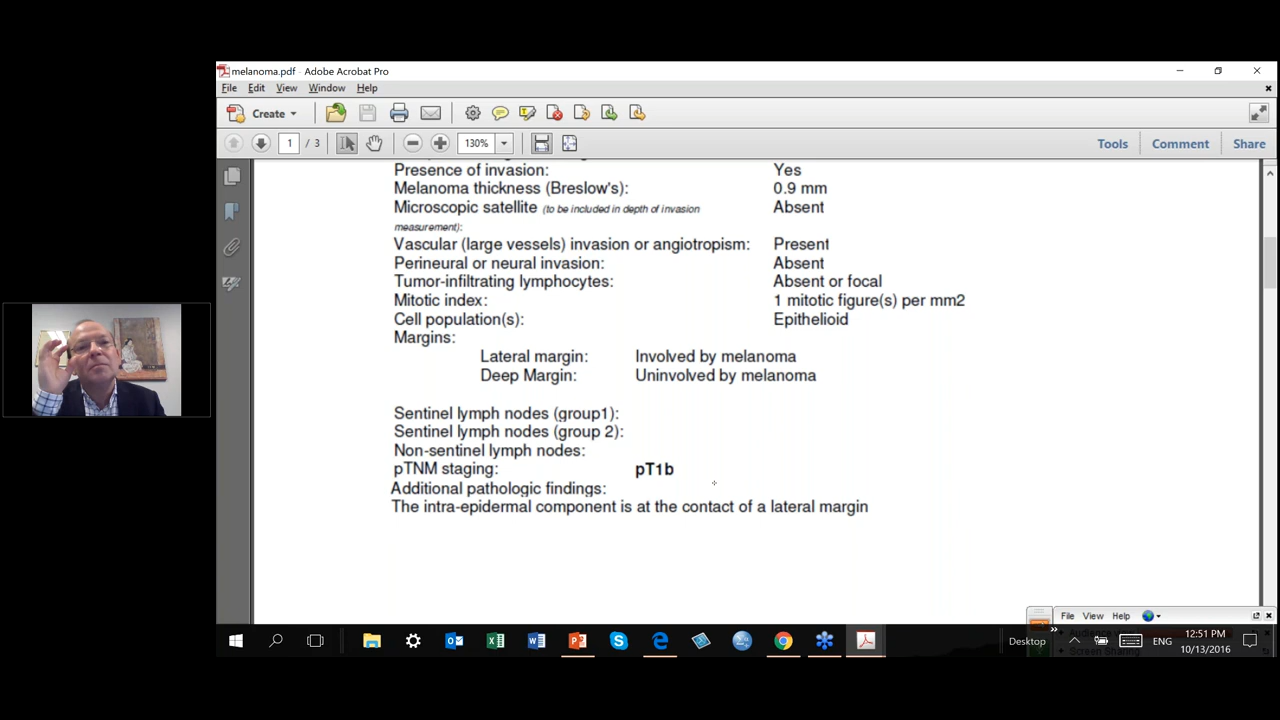 melanoma.pdf - Adobe Acrobat Pro
File Edit View Window Help
Create
1 / 3 130% Tools Comment Share
Presence of invasion: Yes
Melanoma thickness (Breslow's): 0.9 mm
Microscopic satellite (to be included in depth of invasion Absent
measurement):
Vascular (large vessels) invasion or angiotropism: Present
Perineural or neural invasion: Absent
Tumor-infiltrating lymphocytes: Absent or focal
Mitotic index: 1 mitotic figure(s) per mm2
Cell population(s): Epithelioid
Margins:
Lateral margin: Involved by melanoma
Deep Margin: Uninvolved by melanoma
Sentinel lymph nodes (group1):
Sentinel lymph nodes (group 2):
Non-sentinel lymph nodes:
pTNM staging: pT1b
Additional pathologic findings:
The intra-epidermal component is at the contact of a lateral margin
File View Help
Screen Sharing
Desktop ENG 12:51 PM
10/13/2016